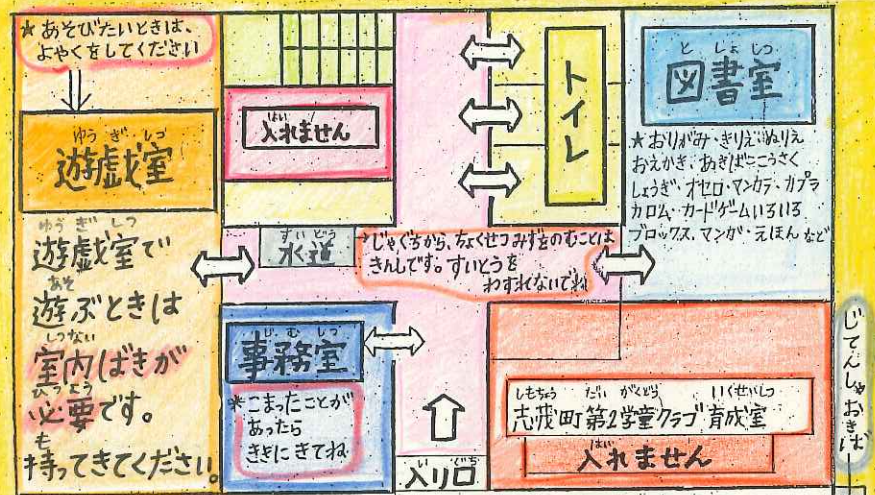 ★あそびたいときは、
よやくをしてください
ゆうぎしつ
遊戯室
ゆうぎしつ
遊戯室で
あそ
遊ぶときは
しつない
室内ばきが
ひつよう
必要です。
も
持ってきてください。
はい
入れません
すいどう
水道
→じゃぐちから、ちょくせつみずをのむことは
きんしです。すいとうを
わすれないでね
じむしつ
事務室
＊こまったことが
あったら
ききにきてね
いりぐち
入り口
トイレ
としょしつ
図書室
★おりがみ・きりえ・ぬりえ
おえかき、あきばここうさく
しょうぎ、オセロ・マンカラ・カプラ
カロム・カードゲームいろいろ
ブロックス、マンガ・えほん など
しもちょう だい がくどう いくせいしつ
志茂町第2学童クラブ 育成室
はい
入れません
じてんしゃおきば